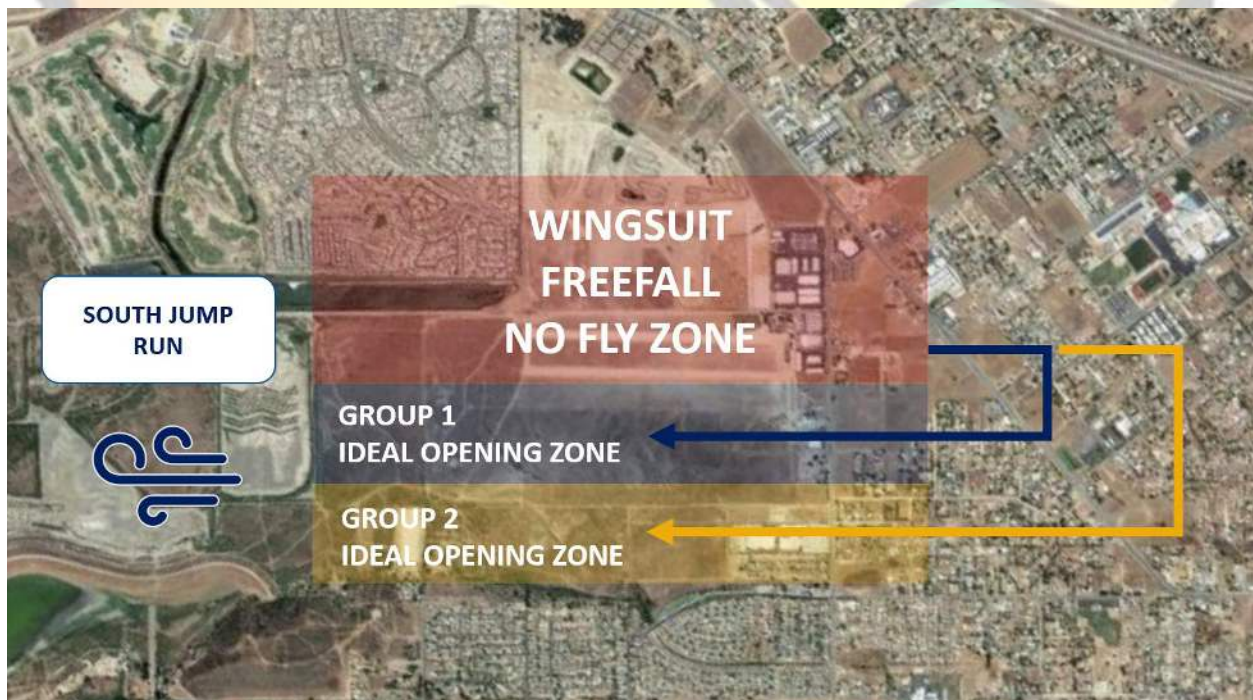 WINGSUIT
FREEFALL
NO FLY ZONE
SOUTH JUMP
RUN
GROUP 1
IDEAL OPENING ZONE
GROUP 2
IDEAL OPENING ZONE